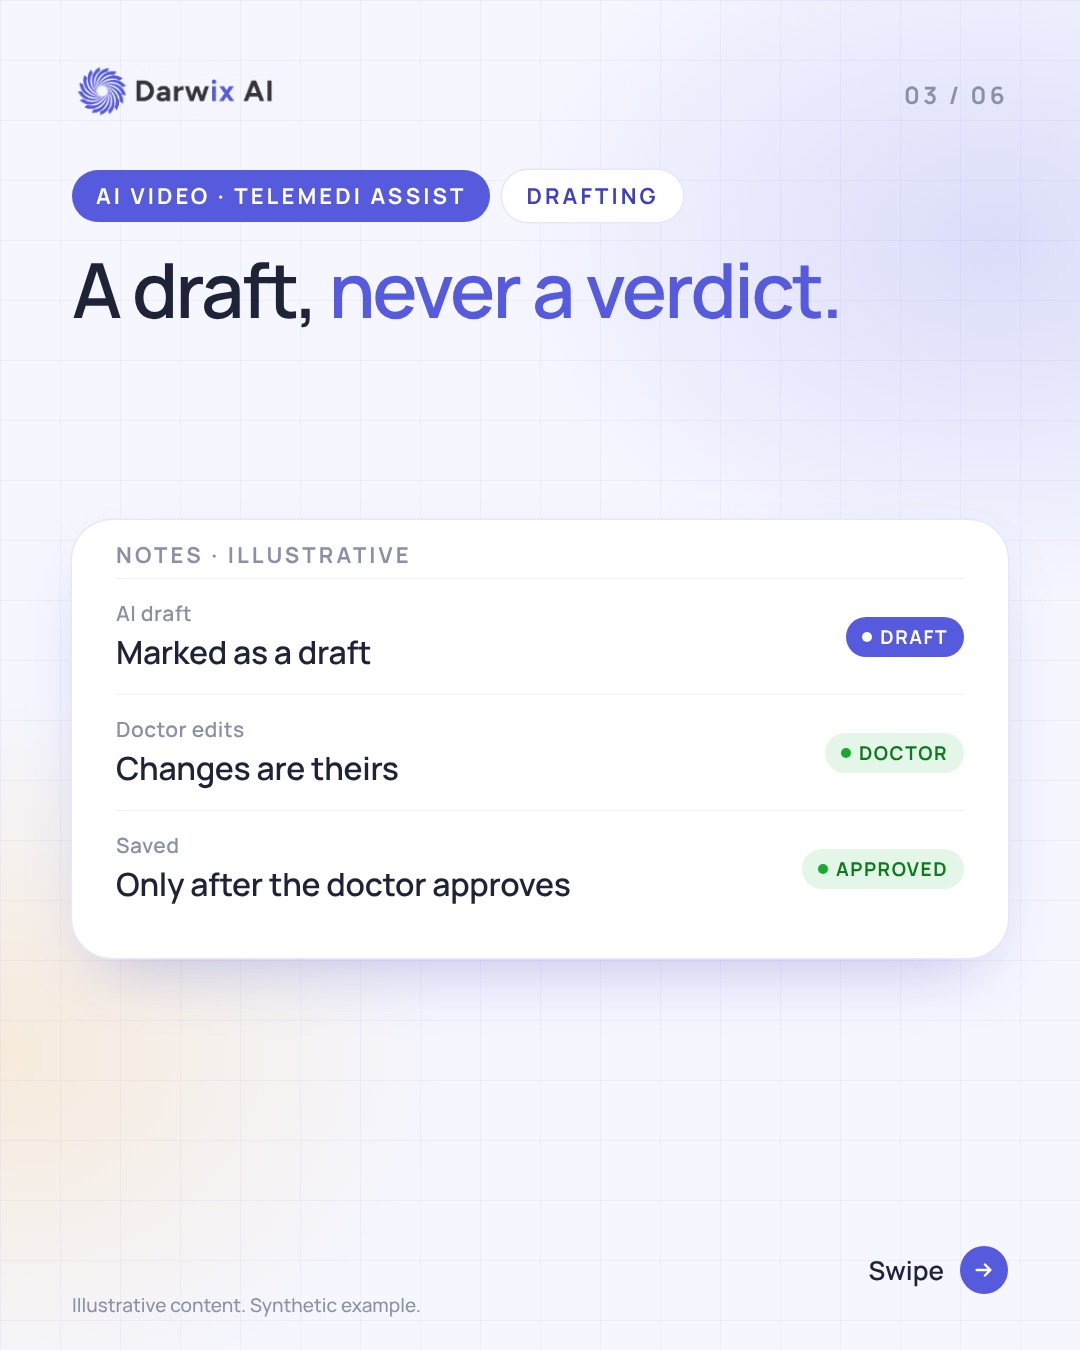 Darwix AI
03 / 06
AI VIDEO · TELEMEDI ASSIST
DRAFTING
A draft, never a verdict.
NOTES · ILLUSTRATIVE
AI draft
Marked as a draft
DRAFT
Doctor edits
Changes are theirs
DOCTOR
Saved
Only after the doctor approves
APPROVED
Swipe
Illustrative content. Synthetic example.